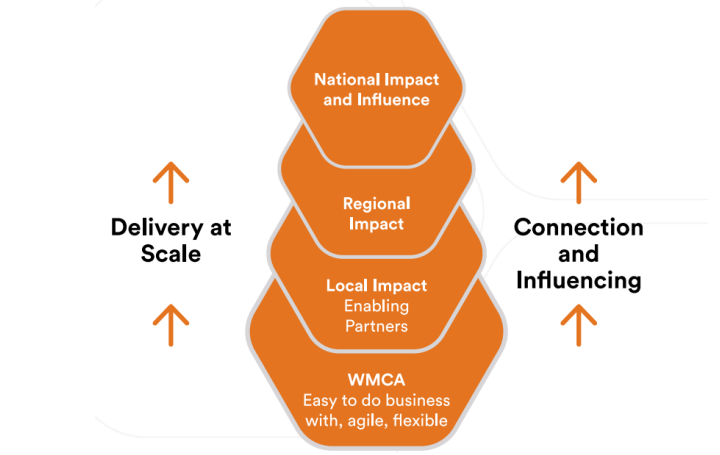 National Impact
and Influence
Regional
Impact
Delivery at
Scale
Connection
and
Influencing
Local Impact
Enabling
Partners
WMCA
Easy to do business
with, agile, flexible